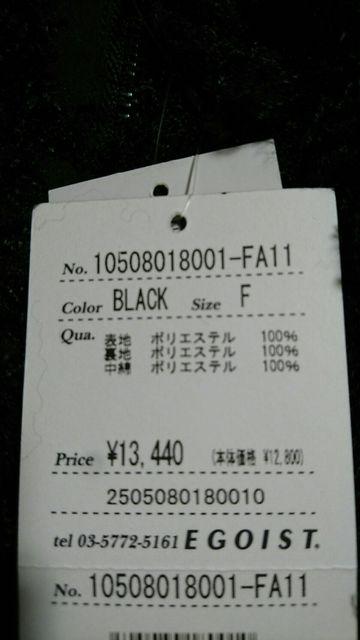 No. 10508018001-FA11
Color BLACK Size F
Qua. 表地 ポリエステル 100%
裏地 ポリエステル 100%
中綿 ポリエステル 100%
Price ¥13,440 (本体価格 ¥12,800)
2505080180010
tel 03-5772-5161 EGOIST.
No. 10508018001-FA11